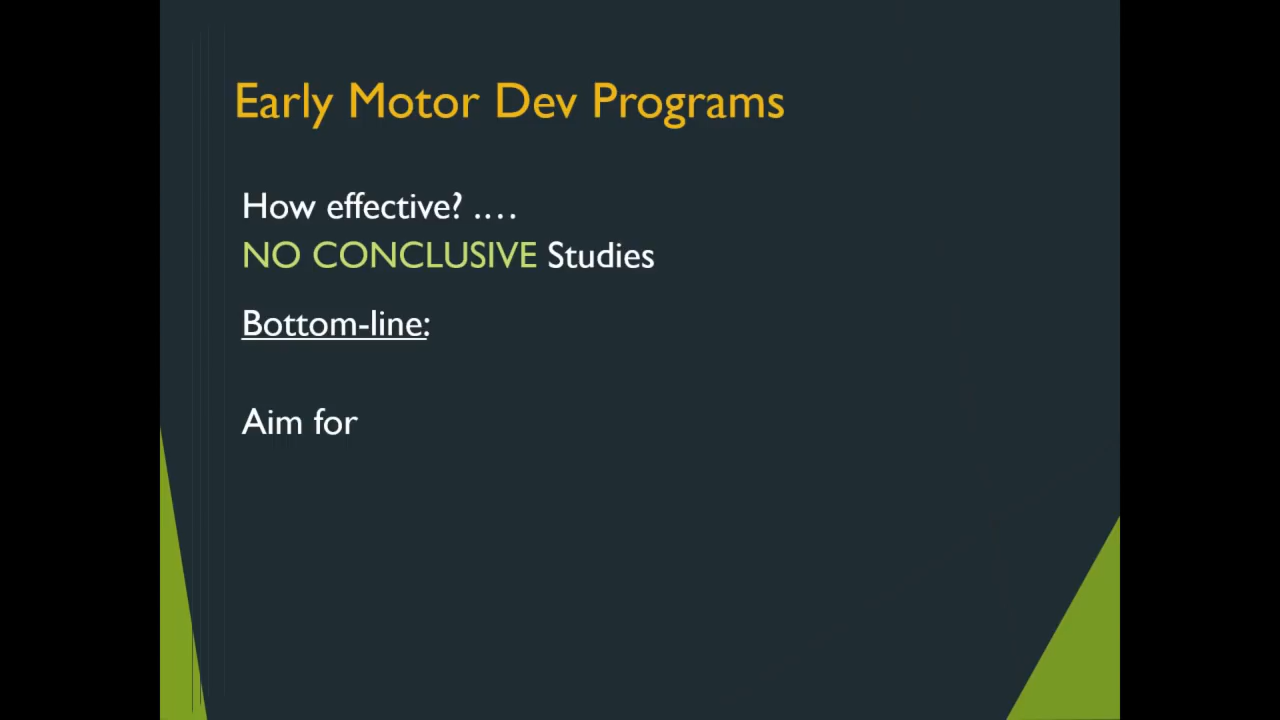 Early Motor Dev Programs
How effective? ….
NO CONCLUSIVE Studies
Bottom-line:
Aim for